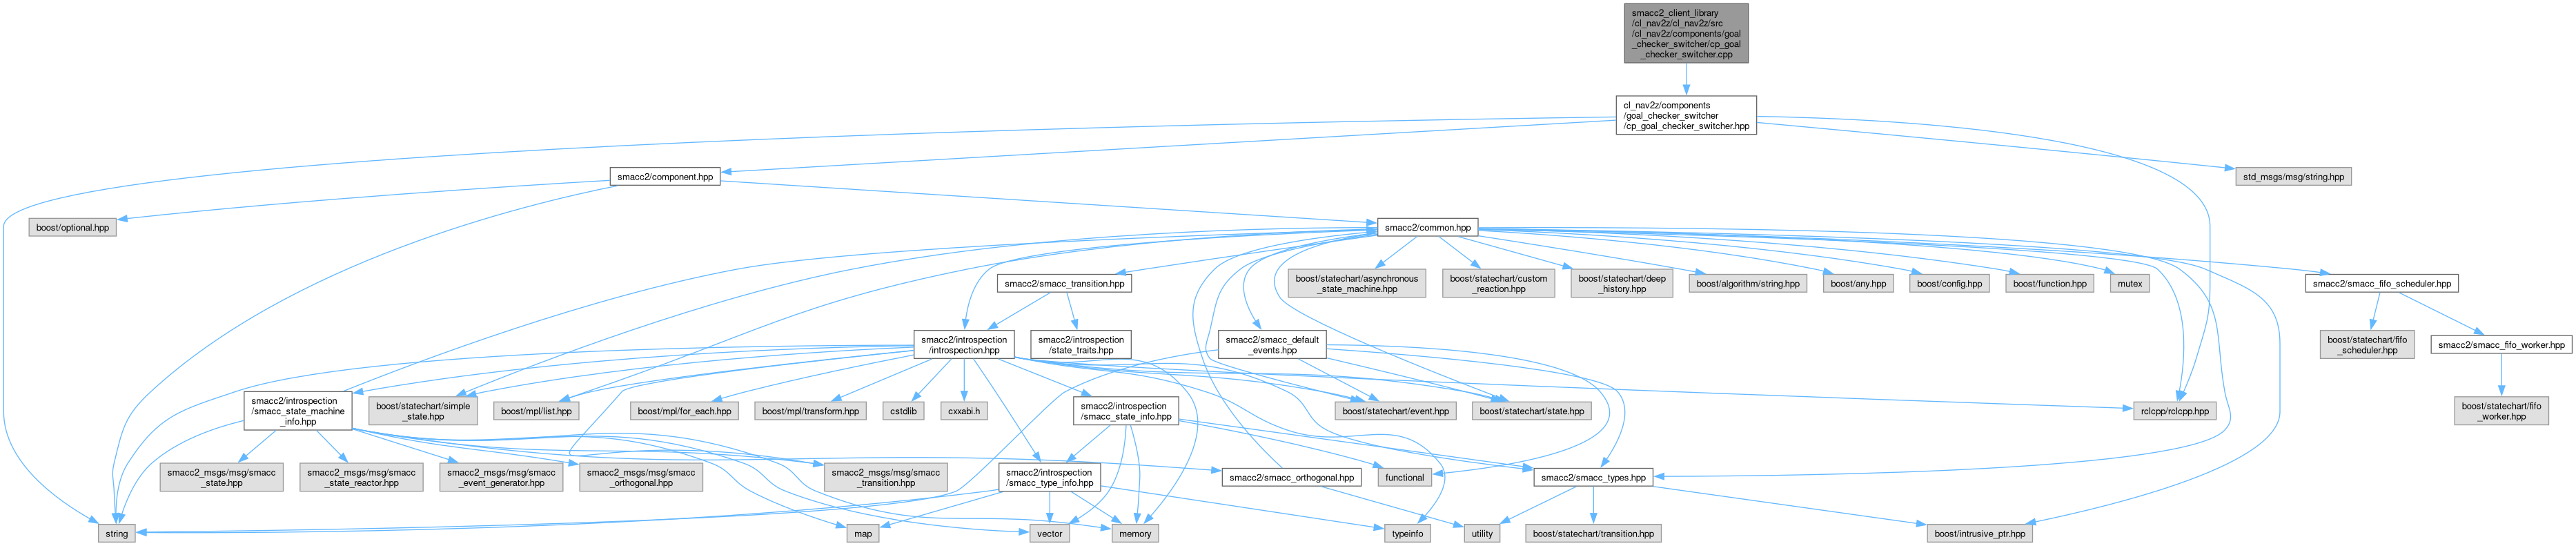 smacc2_client_library
/cl_nav2z/cl_nav2z/src
/cl_nav2z/components/goal
_checker_switcher/cp_goal
_checker_switcher.cpp
cl_nav2z/components
/goal_checker_switcher
/cp_goal_checker_switcher.hpp
smacc2/component.hpp
std_msgs/msg/string.hpp
boost/optional.hpp
smacc2/common.hpp
smacc2/smacc_transition.hpp
boost/statechart/asynchronous
_state_machine.hpp
boost/statechart/custom
_reaction.hpp
boost/statechart/deep
_history.hpp
boost/algorithm/string.hpp
boost/any.hpp
boost/config.hpp
boost/function.hpp
mutex
smacc2/smacc_fifo_scheduler.hpp
smacc2/introspection
/introspection.hpp
smacc2/introspection
/state_traits.hpp
smacc2/smacc_default
_events.hpp
boost/statechart/fifo
_scheduler.hpp
smacc2/smacc_fifo_worker.hpp
smacc2/introspection
/smacc_state_machine
_info.hpp
boost/statechart/simple
_state.hpp
boost/mpl/list.hpp
boost/mpl/for_each.hpp
boost/mpl/transform.hpp
cstdlib
cxxabi.h
smacc2/introspection
/smacc_state_info.hpp
boost/statechart/event.hpp
boost/statechart/state.hpp
rclcpp/rclcpp.hpp
boost/statechart/fifo
_worker.hpp
smacc2_msgs/msg/smacc
_state.hpp
smacc2_msgs/msg/smacc
_state_reactor.hpp
smacc2_msgs/msg/smacc
_event_generator.hpp
smacc2_msgs/msg/smacc
_orthogonal.hpp
smacc2_msgs/msg/smacc
_transition.hpp
smacc2/introspection
/smacc_type_info.hpp
smacc2/smacc_orthogonal.hpp
functional
smacc2/smacc_types.hpp
string
map
vector
memory
typeinfo
utility
boost/statechart/transition.hpp
boost/intrusive_ptr.hpp